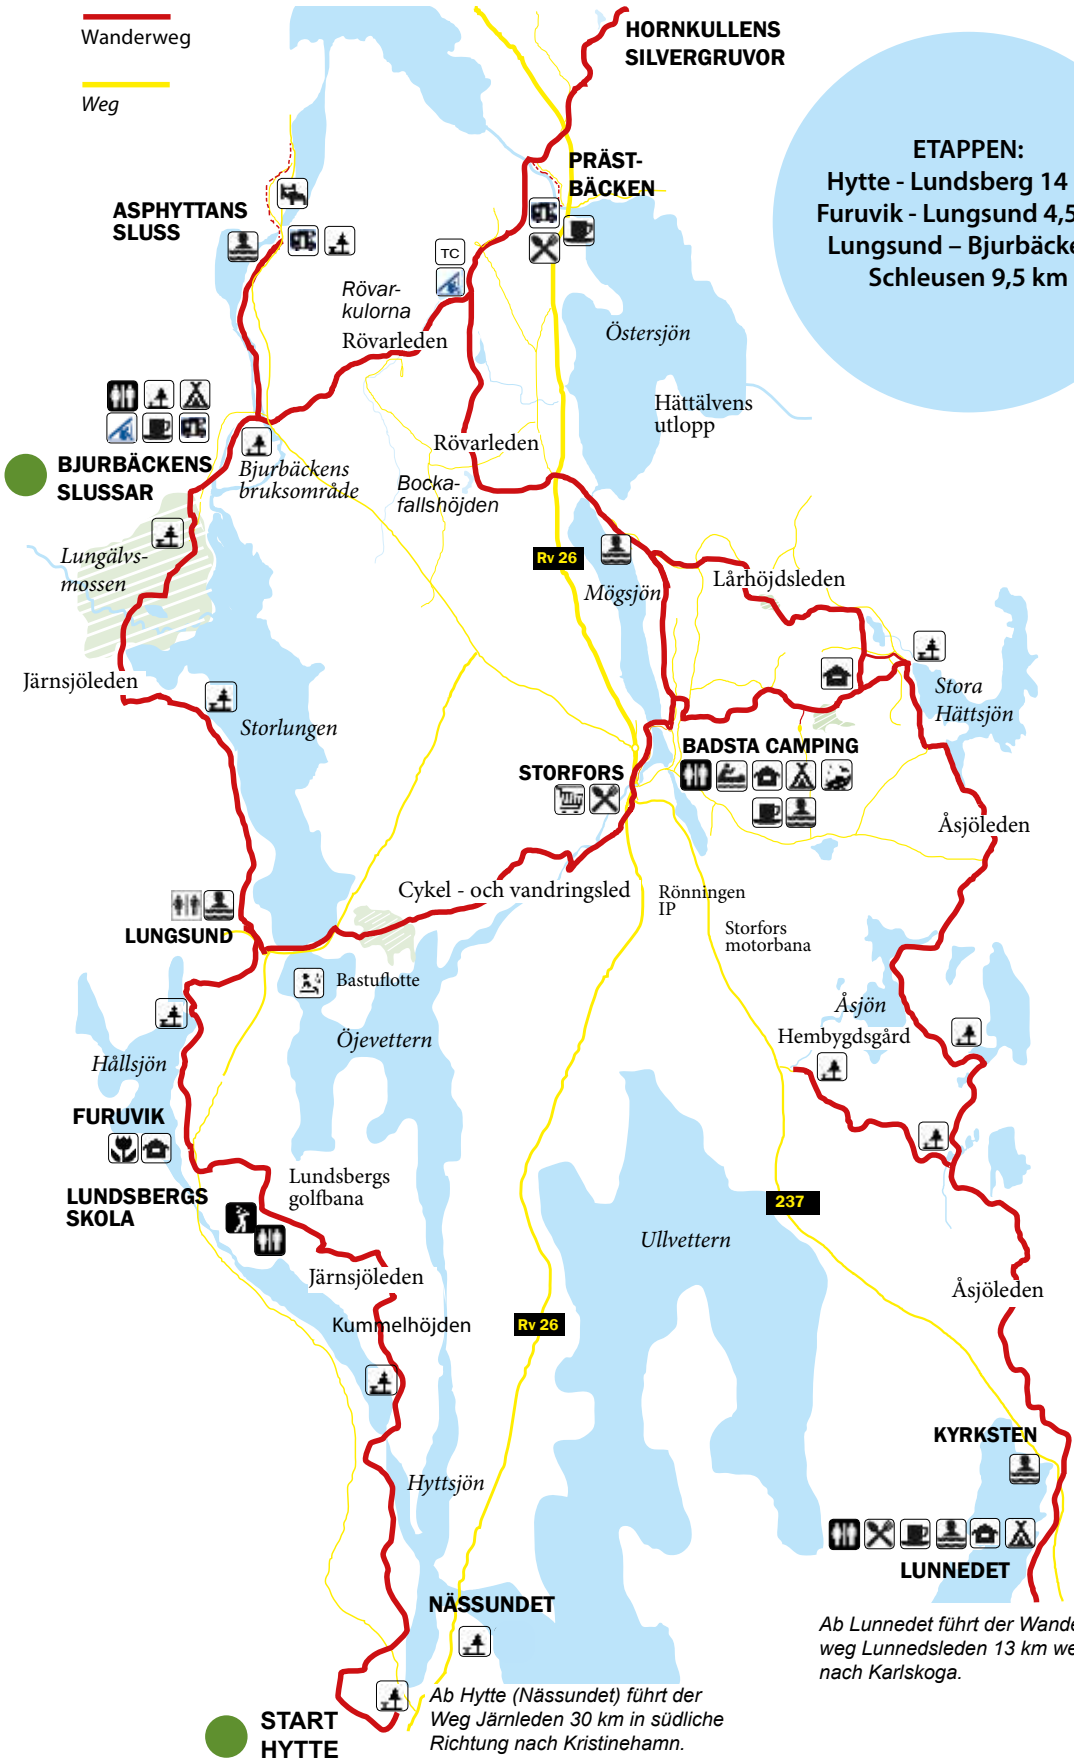 Wanderweg
Weg
HORNKULLENS
SILVERGRUVOR
ETAPPEN:
Hytte - Lundsberg 14
Furuvik - Lungsund 4,5
Lungsund – Bjurbäcke
Schleusen 9,5 km
PRÄST-
BÄCKEN
ASPHYTTANS
SLUSS
TC
Rövar-
kulorna
Rövarleden
Östersjön
Hättälvens
utlopp
Rövarleden
BJURBÄCKENS
SLUSSAR
Bjurbäckens
bruksområde
Bocka-
fallshöjden
Lungälvs-
mossen
Rv 26
Mögsjön
Lårhöjdsleden
Järnsjöleden
Storlungen
Stora
Hättsjön
BADSTA CAMPING
STORFORS
Åsjöleden
Cykel - och vandringsled
Rönningen
IP
Storfors
motorbana
LUNGSUND
Bastuflotte
Åsjön
Hembygdsgård
Öjevettern
Hållsjön
FURUVIK
LUNDSBERGS
SKOLA
Lundsbergs
golfbana
237
Ullvettern
Järnsjöleden
Åsjöleden
Kummelhöjden
Rv 26
KYRKSTEN
Hyttsjön
LUNNEDET
NÄSSUNDET
Ab Lunnedet führt der Wande
weg Lunnedsleden 13 km we
nach Karlskoga.
Ab Hytte (Nässundet) führt der
Weg Järnleden 30 km in südliche
Richtung nach Kristinehamn.
START
HYTTE